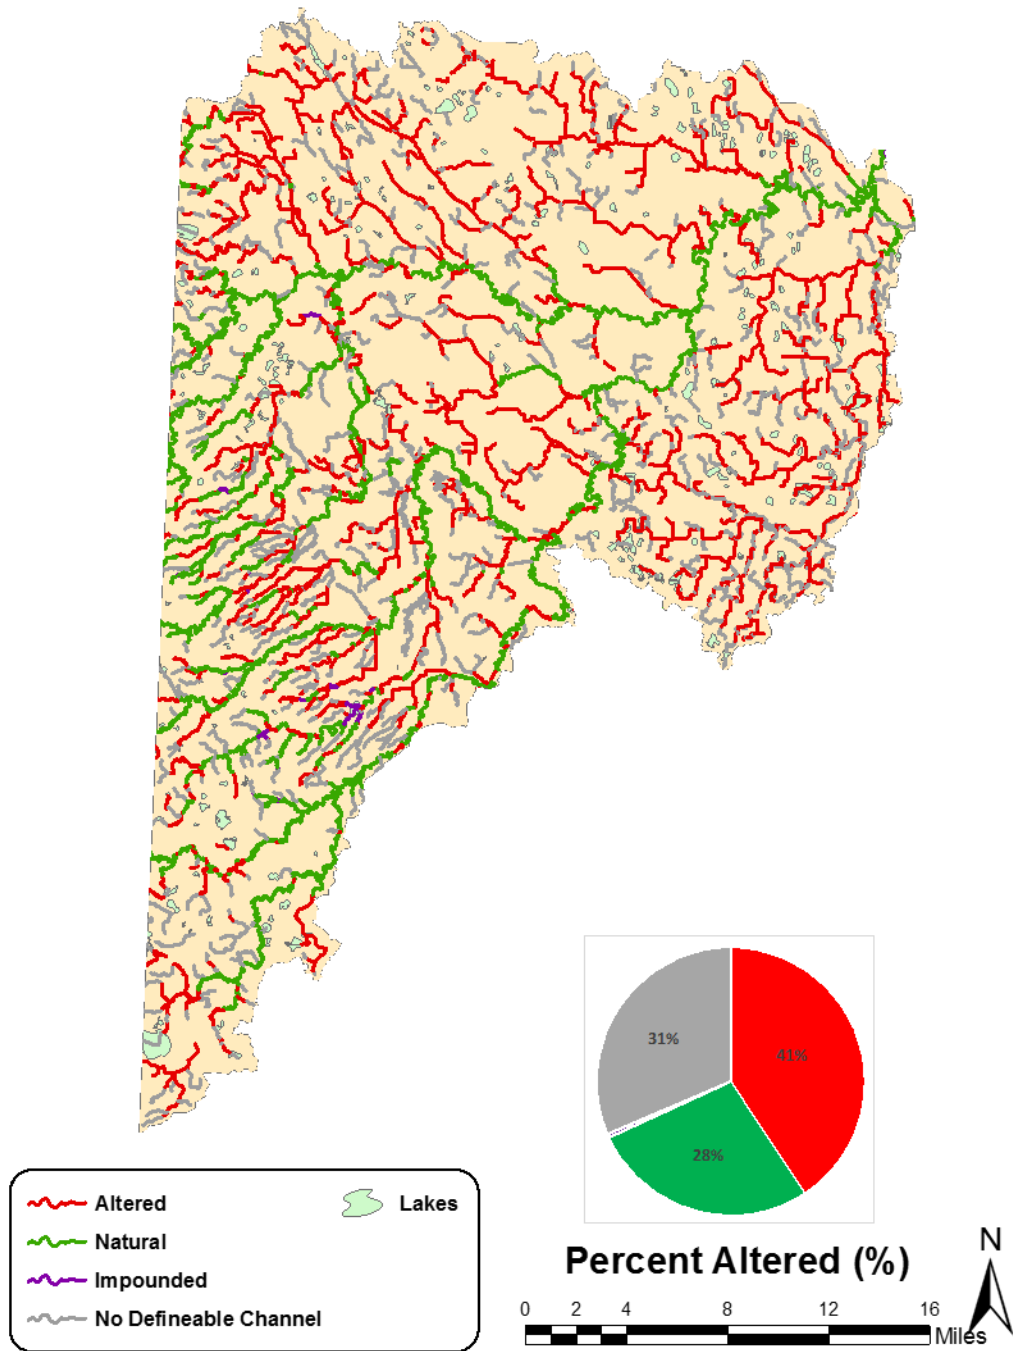 31%
41%
28%
Altered
Lakes
Natural
Impounded
No Defineable Channel
Percent Altered (%)
N
0 2 4 8 12 16
Miles